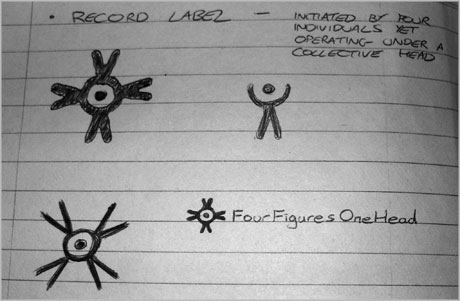 • RECORD LABEL — INITIATED BY FOUR
INDIVIDUALS YET
OPERATING UNDER A
COLLECTIVE HEAD
FourFiguresOneHead